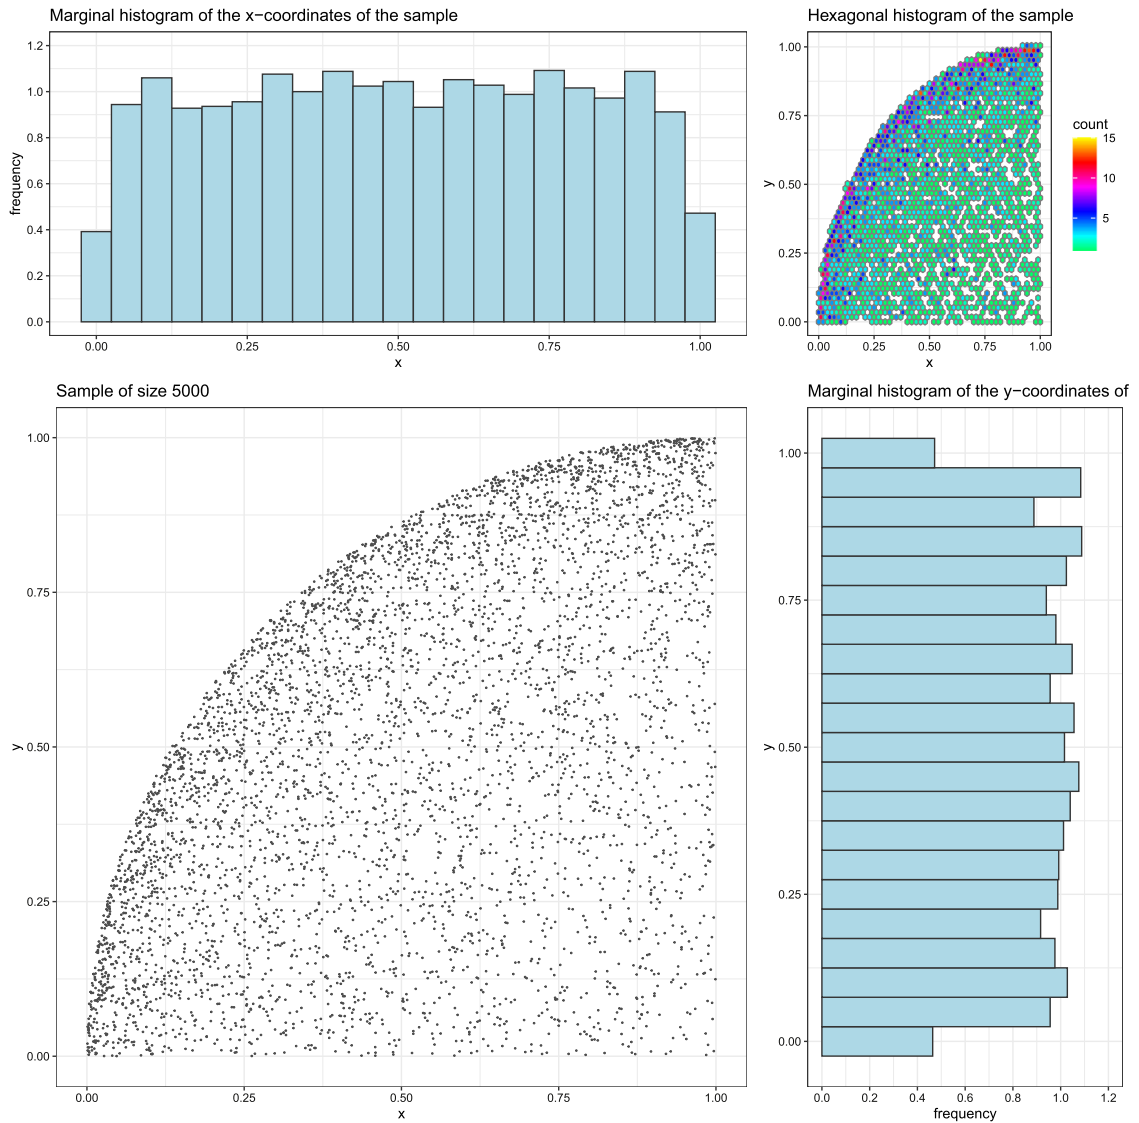 Marginal histogram of the x−coordinates of the sample
1.2
1.0
0.8
0.6
0.4
0.2
0.0
frequency
0.00 0.25 0.50 0.75 1.00
x
Hexagonal histogram of the sample
1.00
0.75
0.50
0.25
0.00
y
0.00 0.25 0.50 0.75 1.00
x
count
15
10
5
Sample of size 5000
1.00
0.75
0.50
0.25
0.00
y
0.00 0.25 0.50 0.75 1.00
x
Marginal histogram of the y−coordinates of
1.00
0.75
0.50
0.25
0.00
y
0.0 0.2 0.4 0.6 0.8 1.0 1.2
frequency